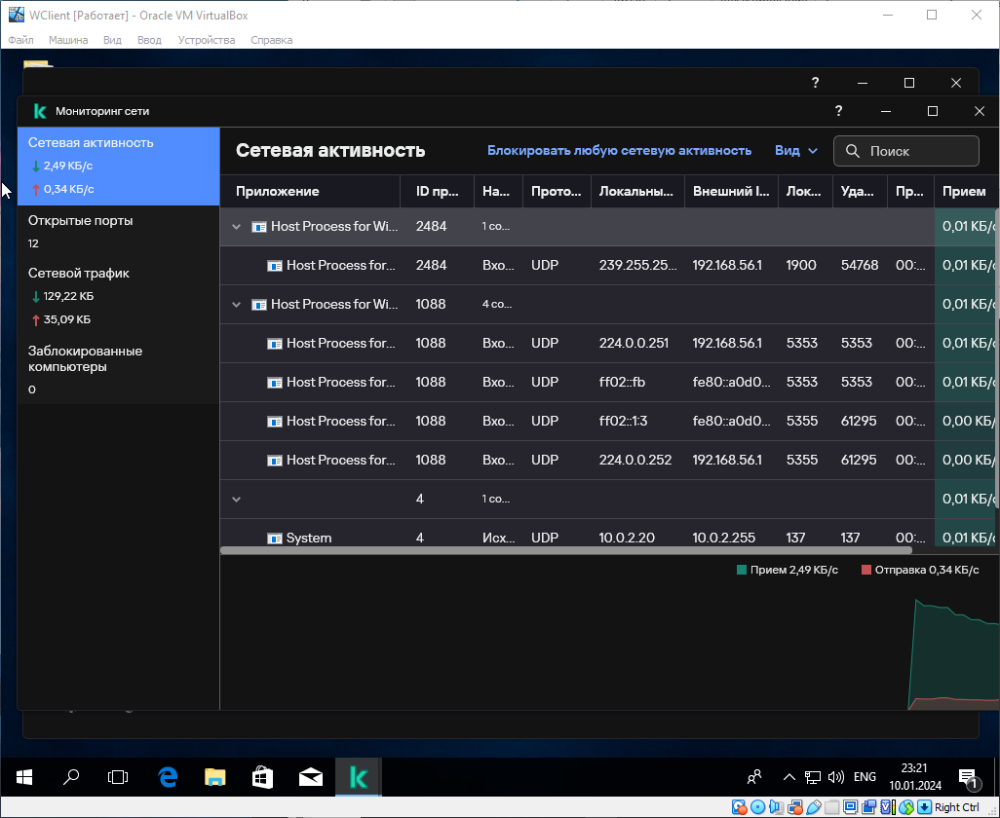 WClient [Работает] - Oracle VM VirtualBox
Файл Машина Вид Ввод Устройства Справка
?
Мониторинг сети ?
Сетевая активность
2,49 КБ/с
0,34 КБ/с
Открытые порты
12
Сетевой трафик
129,22 КБ
35,09 КБ
Заблокированные
компьютеры
0
Сетевая активность Блокировать любую сетевую активность Вид Поиск
Приложение ID пр... На... Прото... Локальны... Внешний I... Лок... Уда... Пр... Прием
Host Process for Wi... 2484 1 со... 0,01 КБ/с
Host Process for... 2484 Вхо... UDP 239.255.25... 192.168.56.1 1900 54768 00:... 0,01 КБ/с
Host Process for Wi... 1088 4 со... 0,01 КБ/с
Host Process for... 1088 Вхо... UDP 224.0.0.251 192.168.56.1 5353 5353 00:... 0,01 КБ/с
Host Process for... 1088 Вхо... UDP ff02::fb fe80::a0d0... 5353 5353 00:... 0,01 КБ/с
Host Process for... 1088 Вхо... UDP ff02::1:3 fe80::a0d0... 5355 61295 00:... 0,00 КБ/с
Host Process for... 1088 Вхо... UDP 224.0.0.252 192.168.56.1 5355 61295 00:... 0,00 КБ/с
4 1 со... 0,01 КБ/с
System 4 Исх... UDP 10.0.2.20 10.0.2.255 137 137 00:... 0,01 КБ/с
Прием 2,49 КБ/с Отправка 0,34 КБ/с
ENG 23:21
10.01.2024 1
Right Ctrl